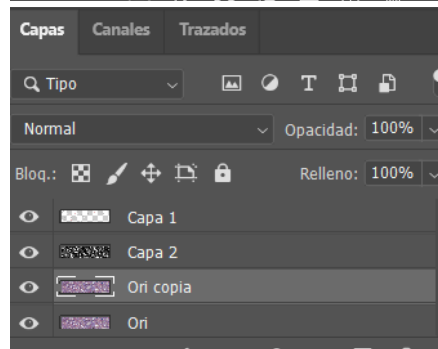 Capas Canales Trazados
Tipo
Normal Opacidad: 100%
Bloq.: Relleno: 100%
Capa 1
Capa 2
Ori copia
Ori